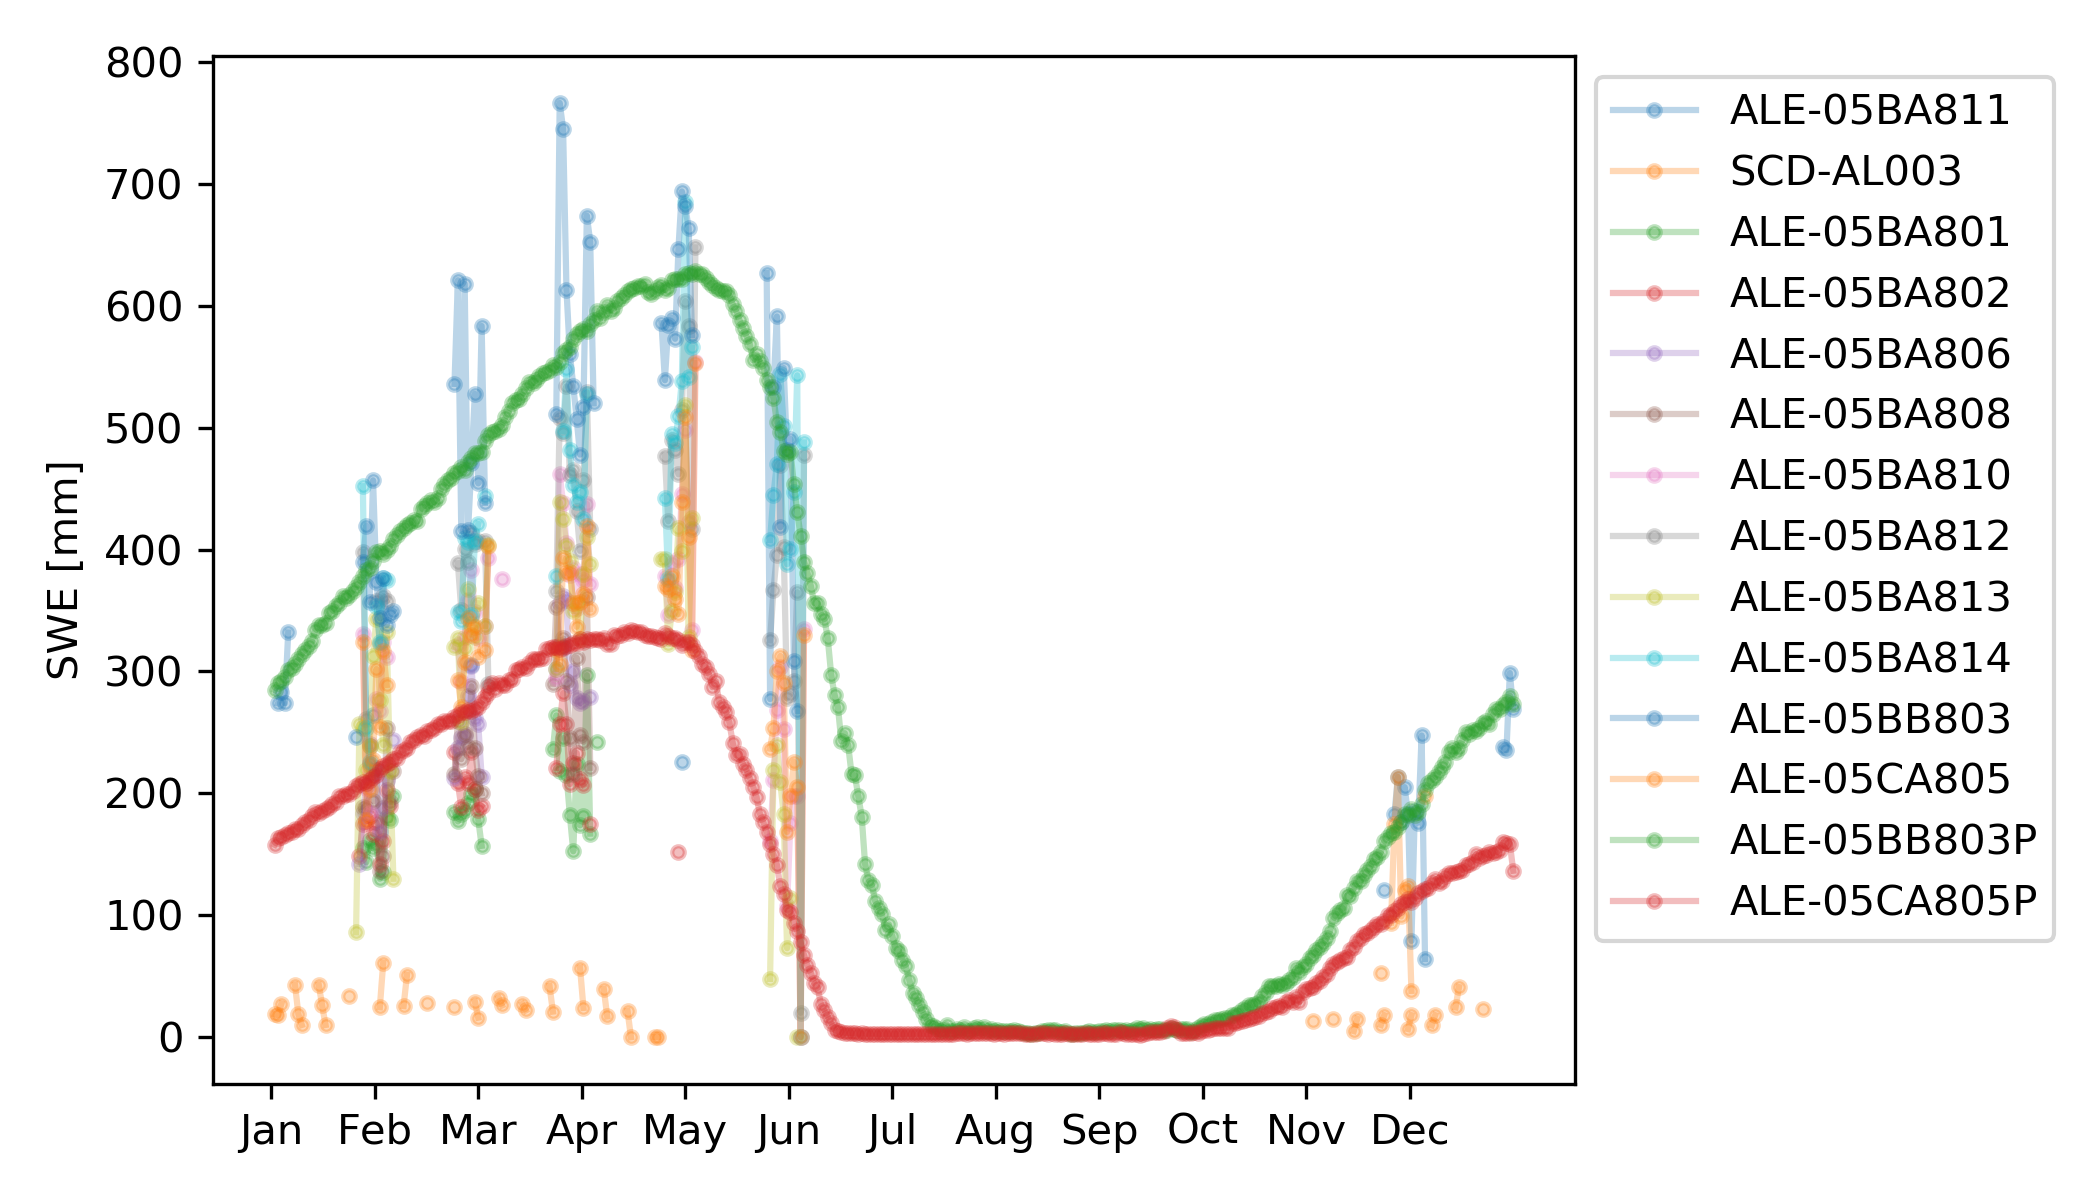 800
700
600
500
400
300
200
100
0
SWE [mm]
Jan Feb Mar Apr May Jun Jul Aug Sep Oct Nov Dec
ALE-05BA811
SCD-AL003
ALE-05BA801
ALE-05BA802
ALE-05BA806
ALE-05BA808
ALE-05BA810
ALE-05BA812
ALE-05BA813
ALE-05BA814
ALE-05BB803
ALE-05CA805
ALE-05BB803P
ALE-05CA805P